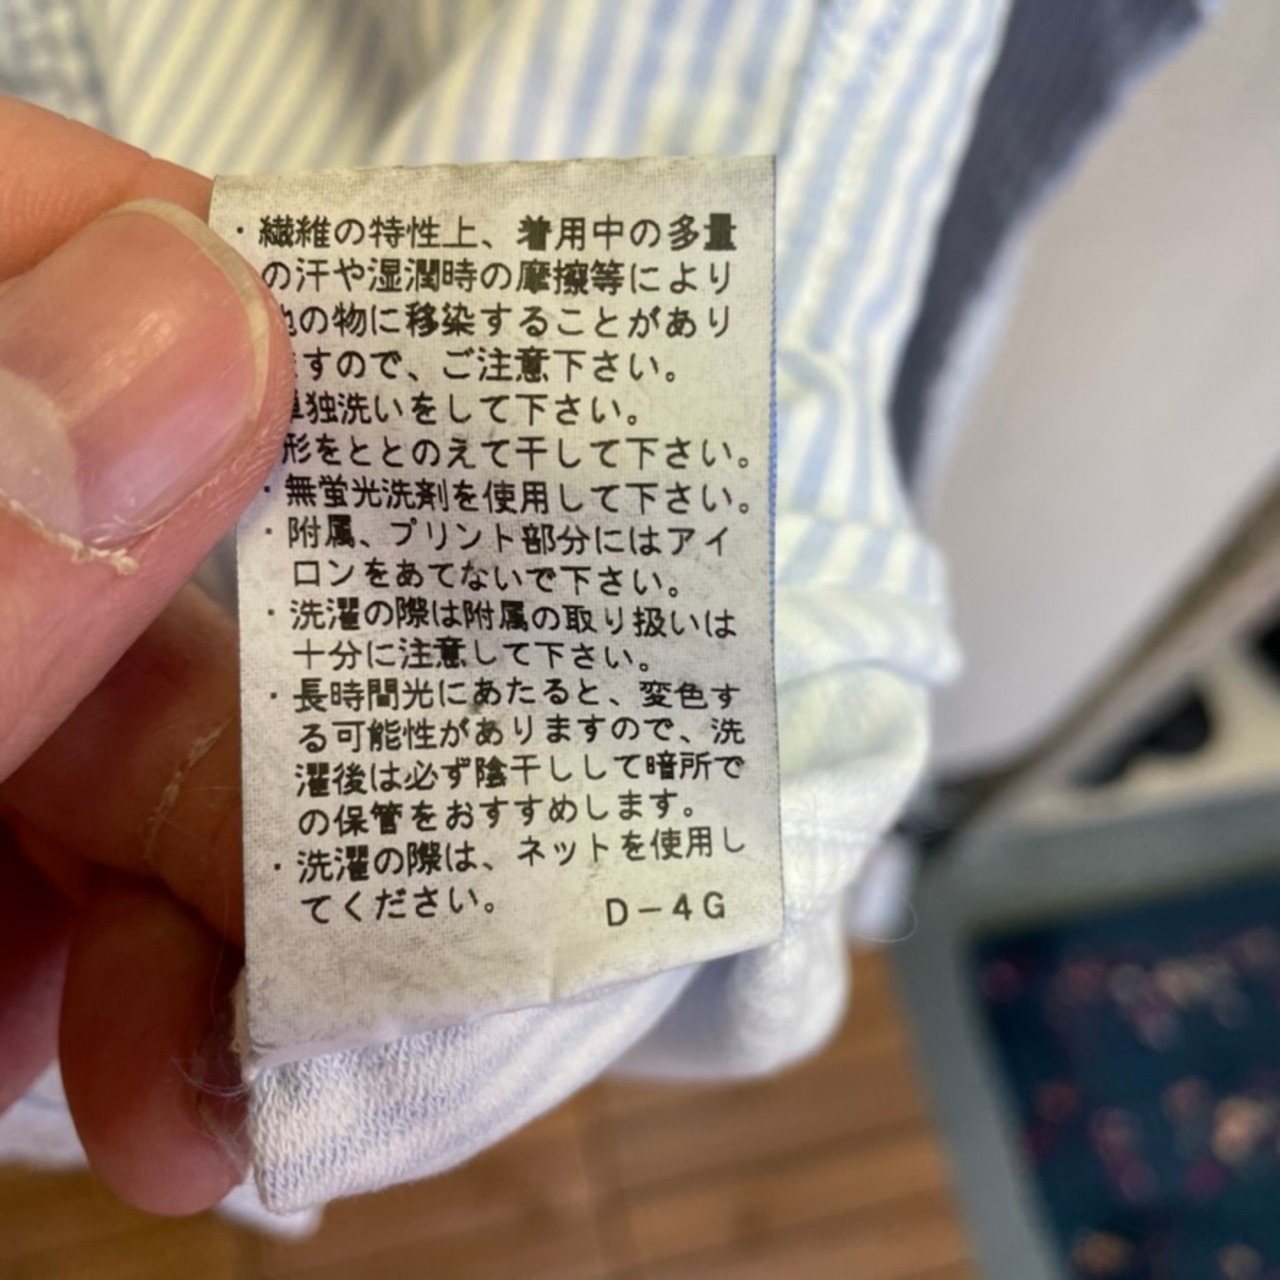 ・繊維の特性上、着用中の多量
の汗や湿潤時の摩擦等により
他の物に移染することがあり
ますので、ご注意下さい。
単独洗いをして下さい。
形をととのえて干して下さい。
・無蛍光洗剤を使用して下さい。
・附属、プリント部分にはアイ
ロンをあてないで下さい。
・洗濯の際は附属の取り扱いは
十分に注意して下さい。
・長時間光にあたると、変色す
る可能性がありますので、洗
濯後は必ず陰干しして暗所で
の保管をおすすめします。
・洗濯の際は、ネットを使用し
てください。
D-4G